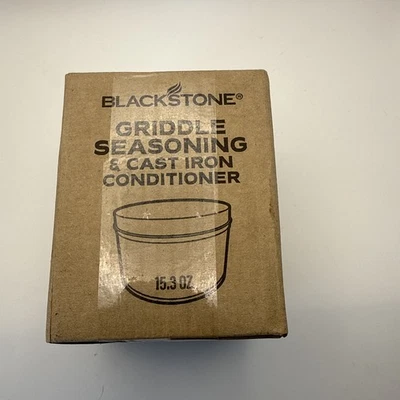 BLACKSTONE®
GRIDDLE
SEASONING
& CAST IRON
CONDITIONER
15.3 OZ